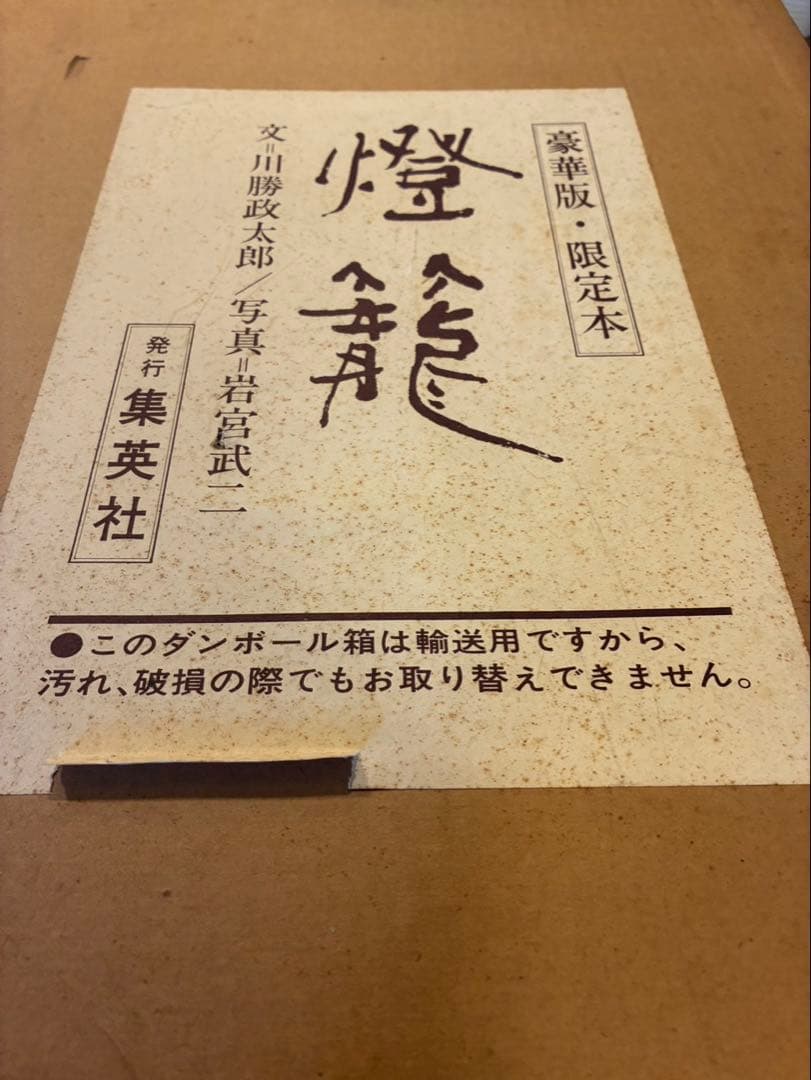 豪華版・限定本
燈籠
文=川勝政太郎/写真=岩宮武二
発行 集英社
●このダンボール箱は輸送用ですから、
汚れ、破損の際でもお取り替えできません。